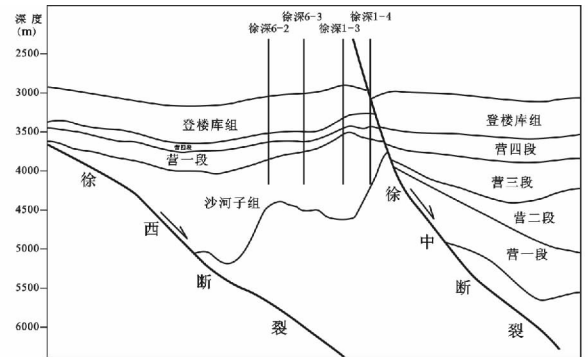 深度
(m)
徐深6-3 徐深1-4
徐深6-2 徐深1-3
2500
3000
3500
4000
4500
5000
5500
6000
登楼库组
营四段
营一段
沙河子组
徐西断裂
徐中断裂
登楼库组
营四段
营三段
营二段
营一段